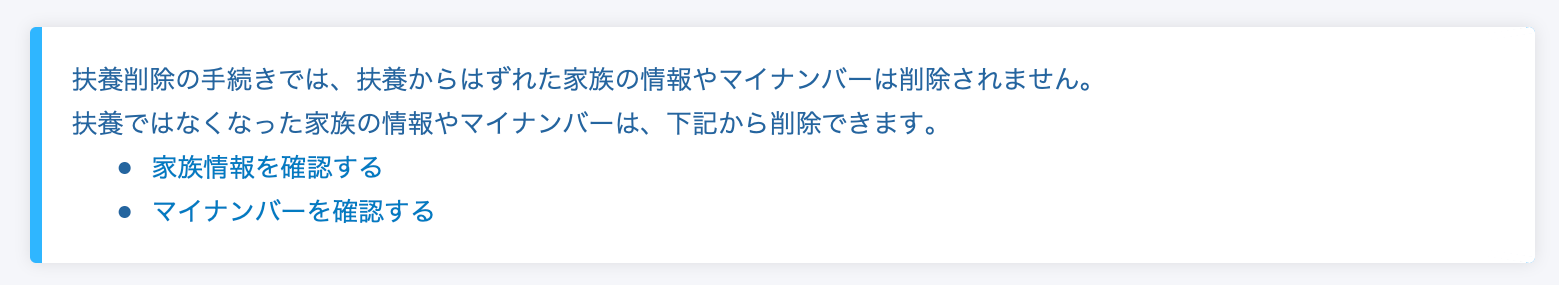 扶養削除の手続きでは、扶養からはずれた家族の情報やマイナンバーは削除されません。
扶養ではなくなった家族の情報やマイナンバーは、下記から削除できます。
● 家族情報を確認する
● マイナンバーを確認する